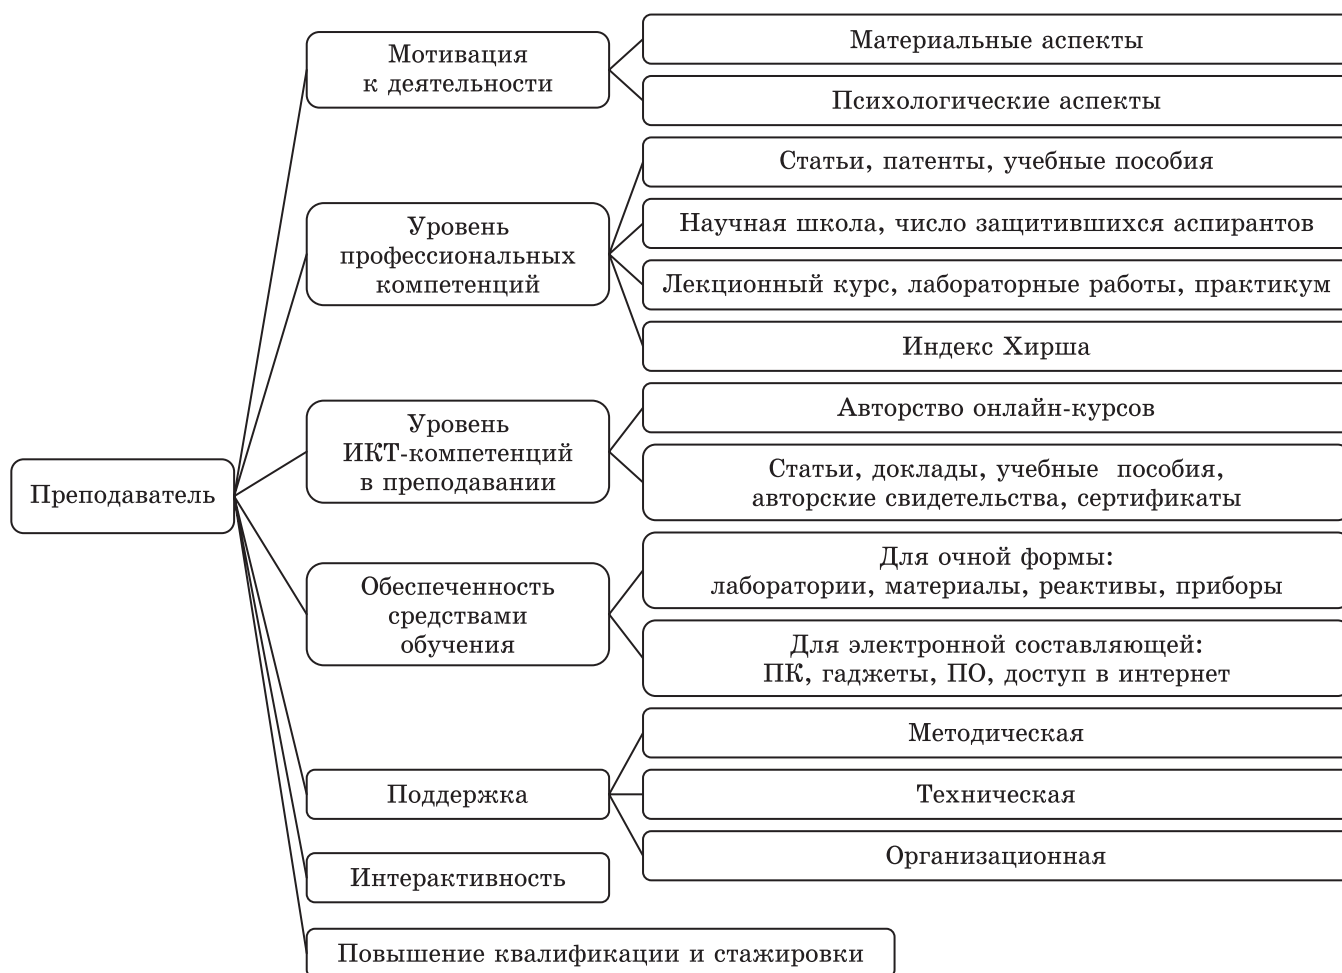 Преподаватель
Мотивация
к деятельности
Материальные аспекты
Психологические аспекты
Уровень
профессиональных
компетенций
Статьи, патенты, учебные пособия
Научная школа, число защитившихся аспирантов
Лекционный курс, лабораторные работы, практикум
Индекс Хирша
Уровень
ИКТ-компетенций
в преподавании
Авторство онлайн-курсов
Статьи, доклады, учебные пособия,
авторские свидетельства, сертификаты
Обеспеченность
средствами
обучения
Для очной формы:
лаборатории, материалы, реактивы, приборы
Для электронной составляющей:
ПК, гаджеты, ПО, доступ в интернет
Поддержка
Методическая
Техническая
Организационная
Интерактивность
Повышение квалификации и стажировки